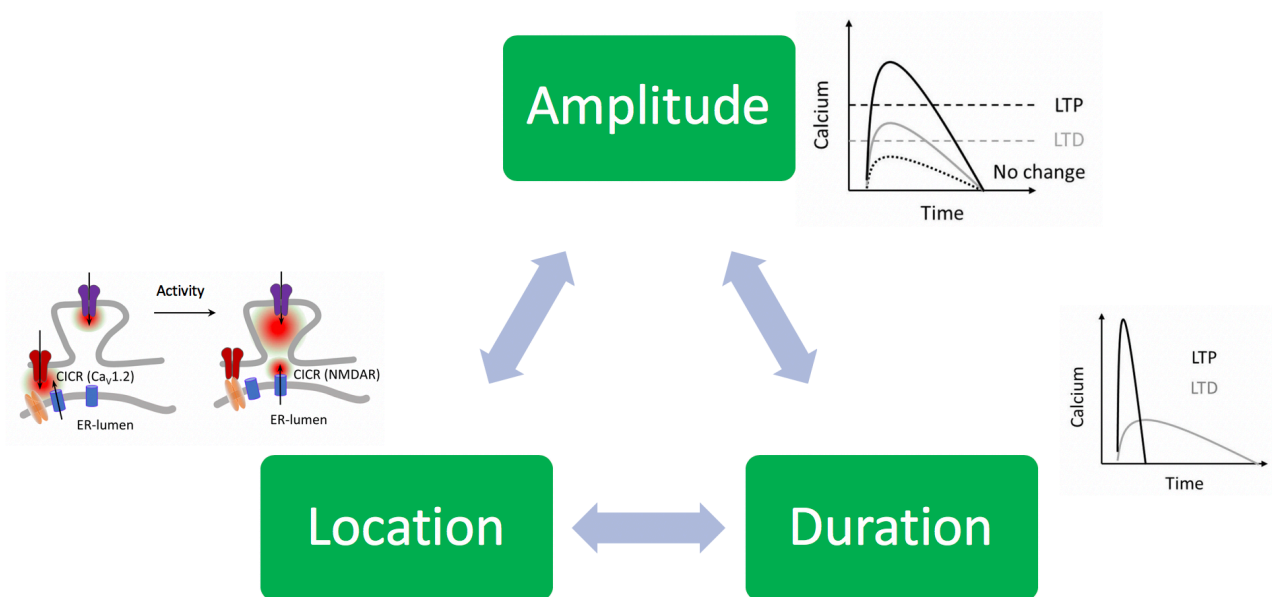 Amplitude
Calcium
LTP
LTD
No change
Time
Activity
CICR (CaV1.2)
ER-lumen
CICR (NMDAR)
ER-lumen
Calcium
LTP
LTD
Time
Location
Duration